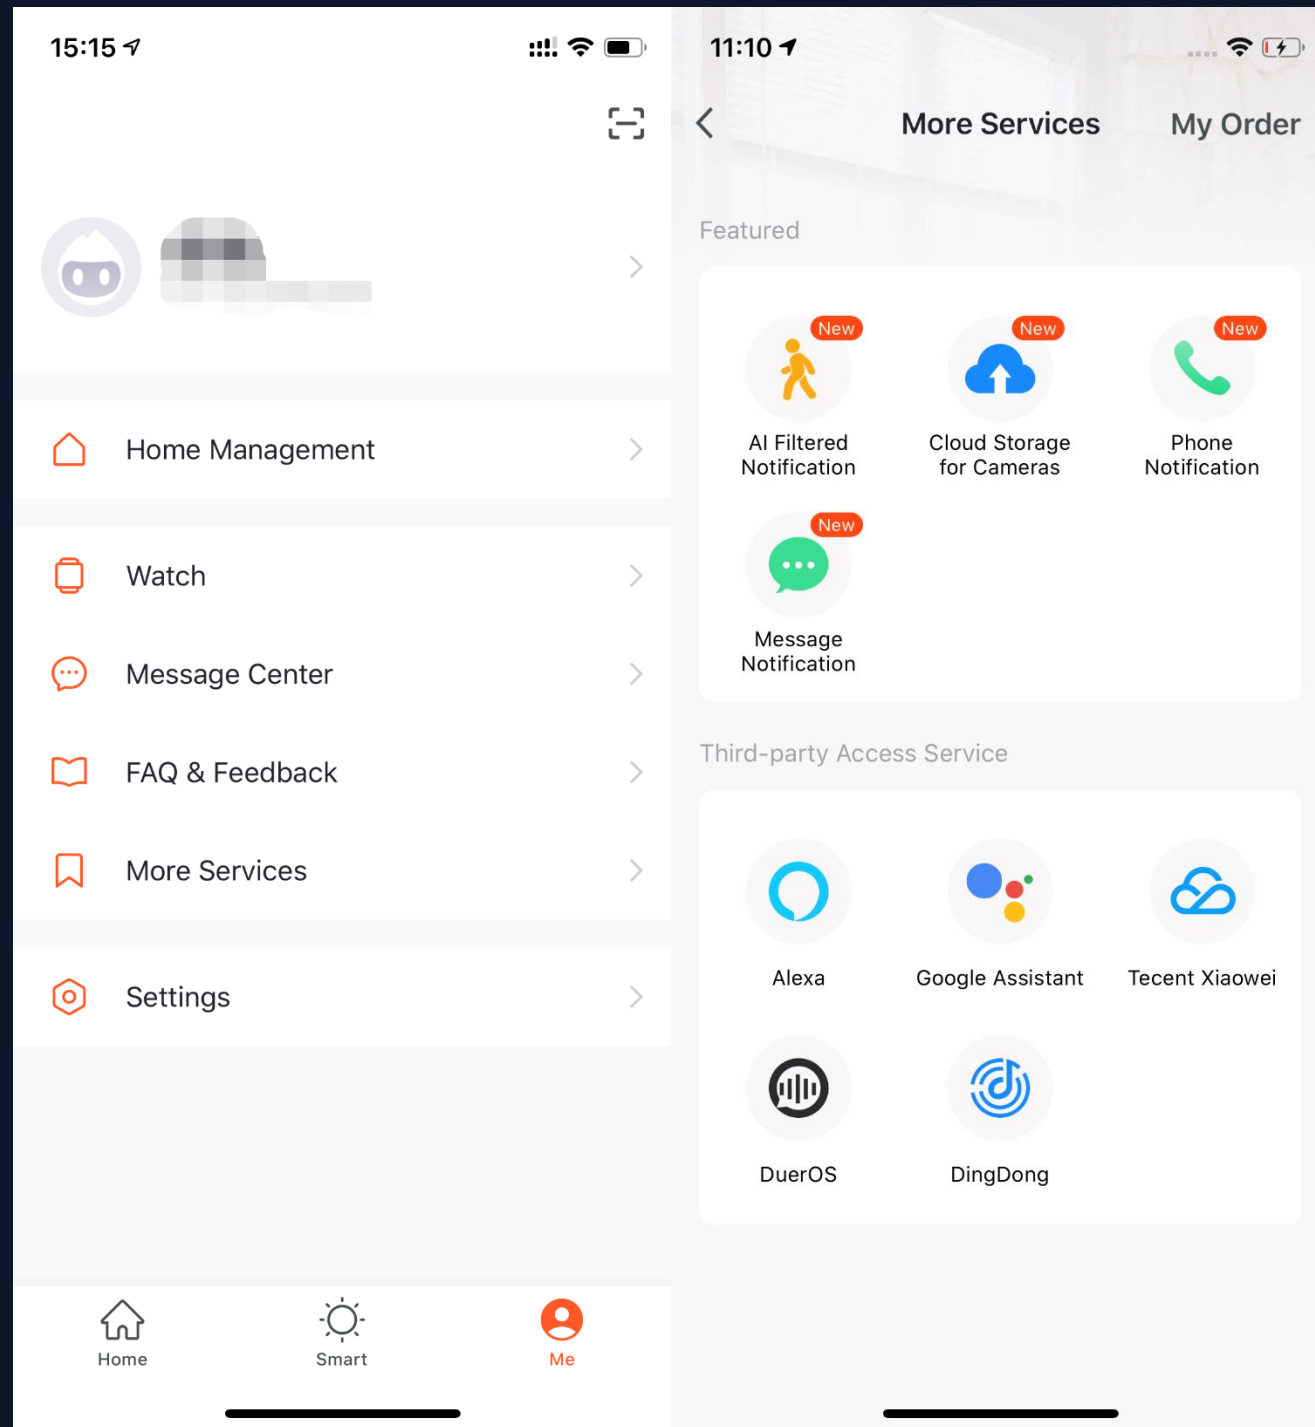 15:15
Home Management
Watch
Message Center
FAQ & Feedback
More Services
Settings
Home
Smart
Me
11:10
More Services
My Order
Featured
New
New
New
AI Filtered
Notification
Cloud Storage
for Cameras
Phone
Notification
New
Message
Notification
Third-party Access Service
Alexa
Google Assistant
Tecent Xiaowei
DuerOS
DingDong